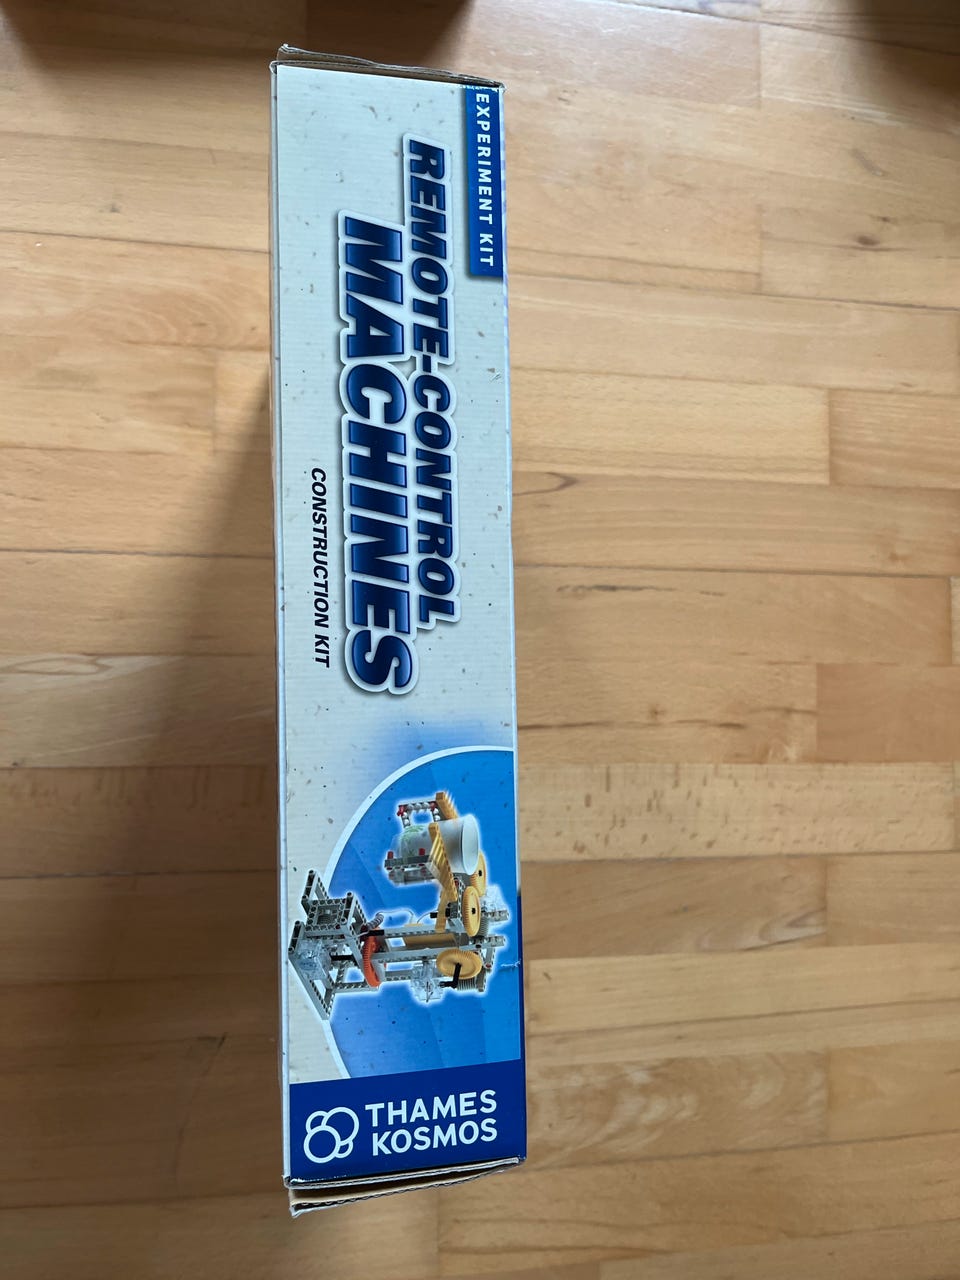 EXPERIMENT KIT
REMOTE-CONTROL
MACHINES
CONSTRUCTION KIT
THAMES
KOSMOS